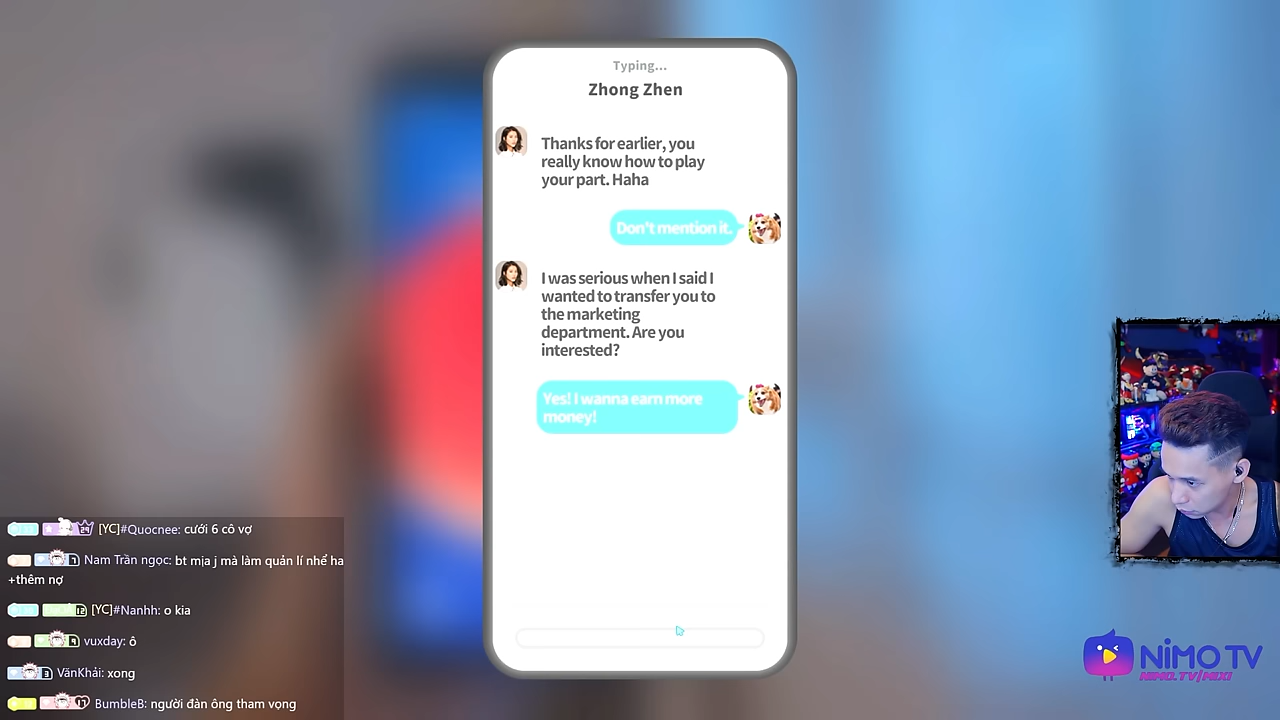 Typing...
Zhong Zhen
Thanks for earlier, you
really know how to play
your part. Haha
Don't mention it.
I was serious when I said I
wanted to transfer you to
the marketing
department. Are you
interested?
Yes! I wanna earn more
money!
[YC]#Quocnee: cưới 6 cô vợ
Nam Trần ngọc: bt mịa j mà làm quản lí nhể ha
+thêm nợ
[YC]#Nanhh: o kia
vuxday: ô
VănKhải: xong
BumbleB: người đàn ông tham vọng
NIMO TV
NIMO.TV/MIXI